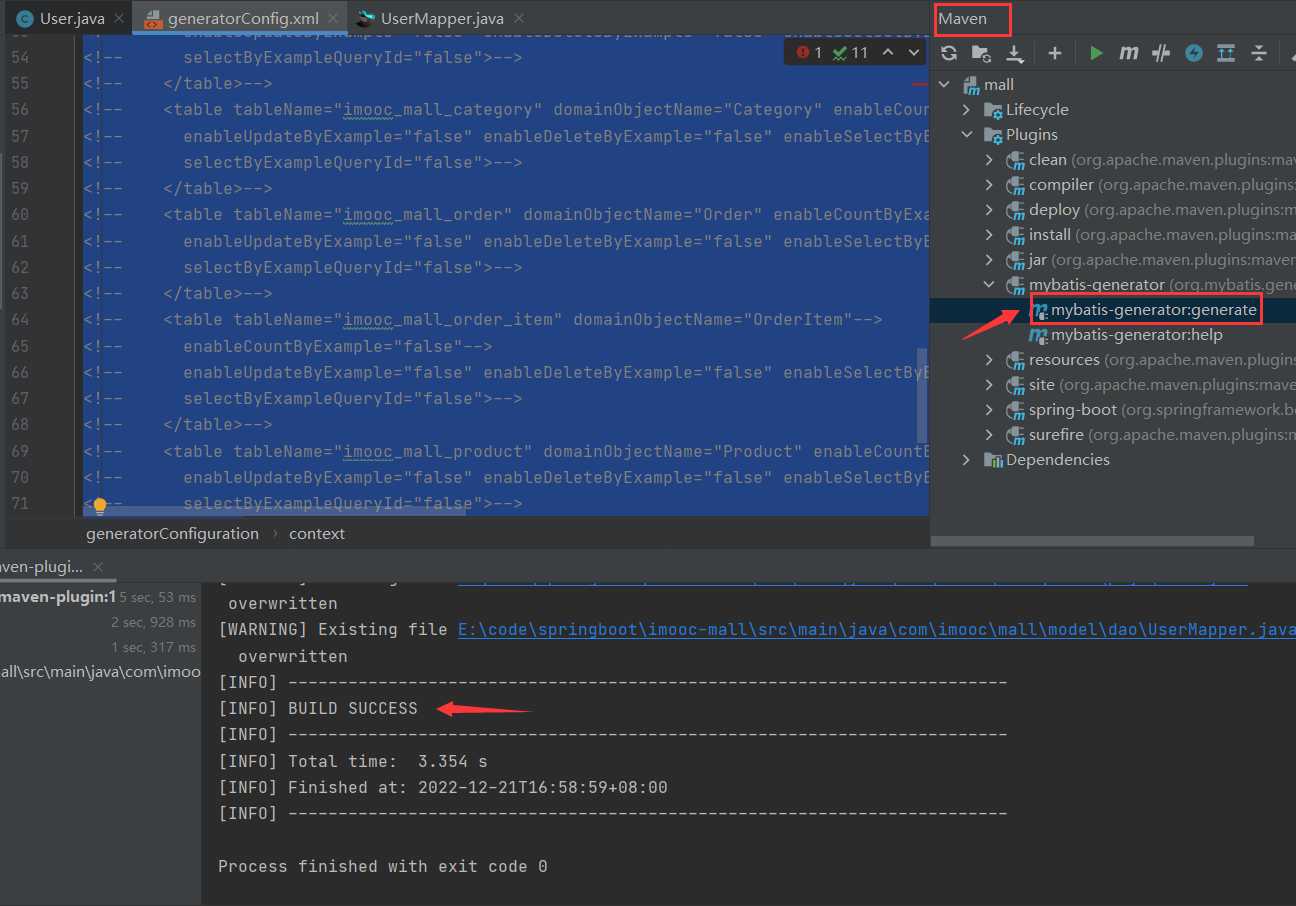 User.java
generatorConfig.xml
UserMapper.java
Maven
1 11
54 <!--      selectByExampleQueryId="false">-->
55 <!--    </table>-->
56 <!--    <table tableName="imooc_mall_category" domainObjectName="Category" enableCoun
57 <!--      enableUpdateByExample="false" enableDeleteByExample="false" enableSelectByE
58 <!--      selectByExampleQueryId="false">-->
59 <!--    </table>-->
60 <!--    <table tableName="imooc_mall_order" domainObjectName="Order" enableCountByExa
61 <!--      enableUpdateByExample="false" enableDeleteByExample="false" enableSelectByE
62 <!--      selectByExampleQueryId="false">-->
63 <!--    </table>-->
64 <!--    <table tableName="imooc_mall_order_item" domainObjectName="OrderItem"-->
65 <!--      enableCountByExample="false"-->
66 <!--      enableUpdateByExample="false" enableDeleteByExample="false" enableSelectByE
67 <!--      selectByExampleQueryId="false">-->
68 <!--    </table>-->
69 <!--    <table tableName="imooc_mall_product" domainObjectName="Product" enableCountE
70 <!--      enableUpdateByExample="false" enableDeleteByExample="false" enableSelectByE
71 <!--      selectByExampleQueryId="false">-->
generatorConfiguration › context
mall
Lifecycle
Plugins
clean (org.apache.maven.plugins:mav
compiler (org.apache.maven.plugins:
deploy (org.apache.maven.plugins:m
install (org.apache.maven.plugins:ma
jar (org.apache.maven.plugins:maven
mybatis-generator (org.mybatis.gene
mybatis-generator:generate
mybatis-generator:help
resources (org.apache.maven.plugins
site (org.apache.maven.plugins:mave
spring-boot (org.springframework.bo
surefire (org.apache.maven.plugins:m
Dependencies
aven-plugi...
maven-plugin:1 5 sec, 53 ms
2 sec, 928 ms
1 sec, 317 ms
all\src\main\java\com\imoo
overwritten
[WARNING] Existing file E:\code\springboot\imooc-mall\src\main\java\com\imooc\mall\model\dao\UserMapper.java
overwritten
[INFO] ------------------------------------------------------------------------
[INFO] BUILD SUCCESS
[INFO] ------------------------------------------------------------------------
[INFO] Total time:  3.354 s
[INFO] Finished at: 2022-12-21T16:58:59+08:00
[INFO] ------------------------------------------------------------------------
Process finished with exit code 0